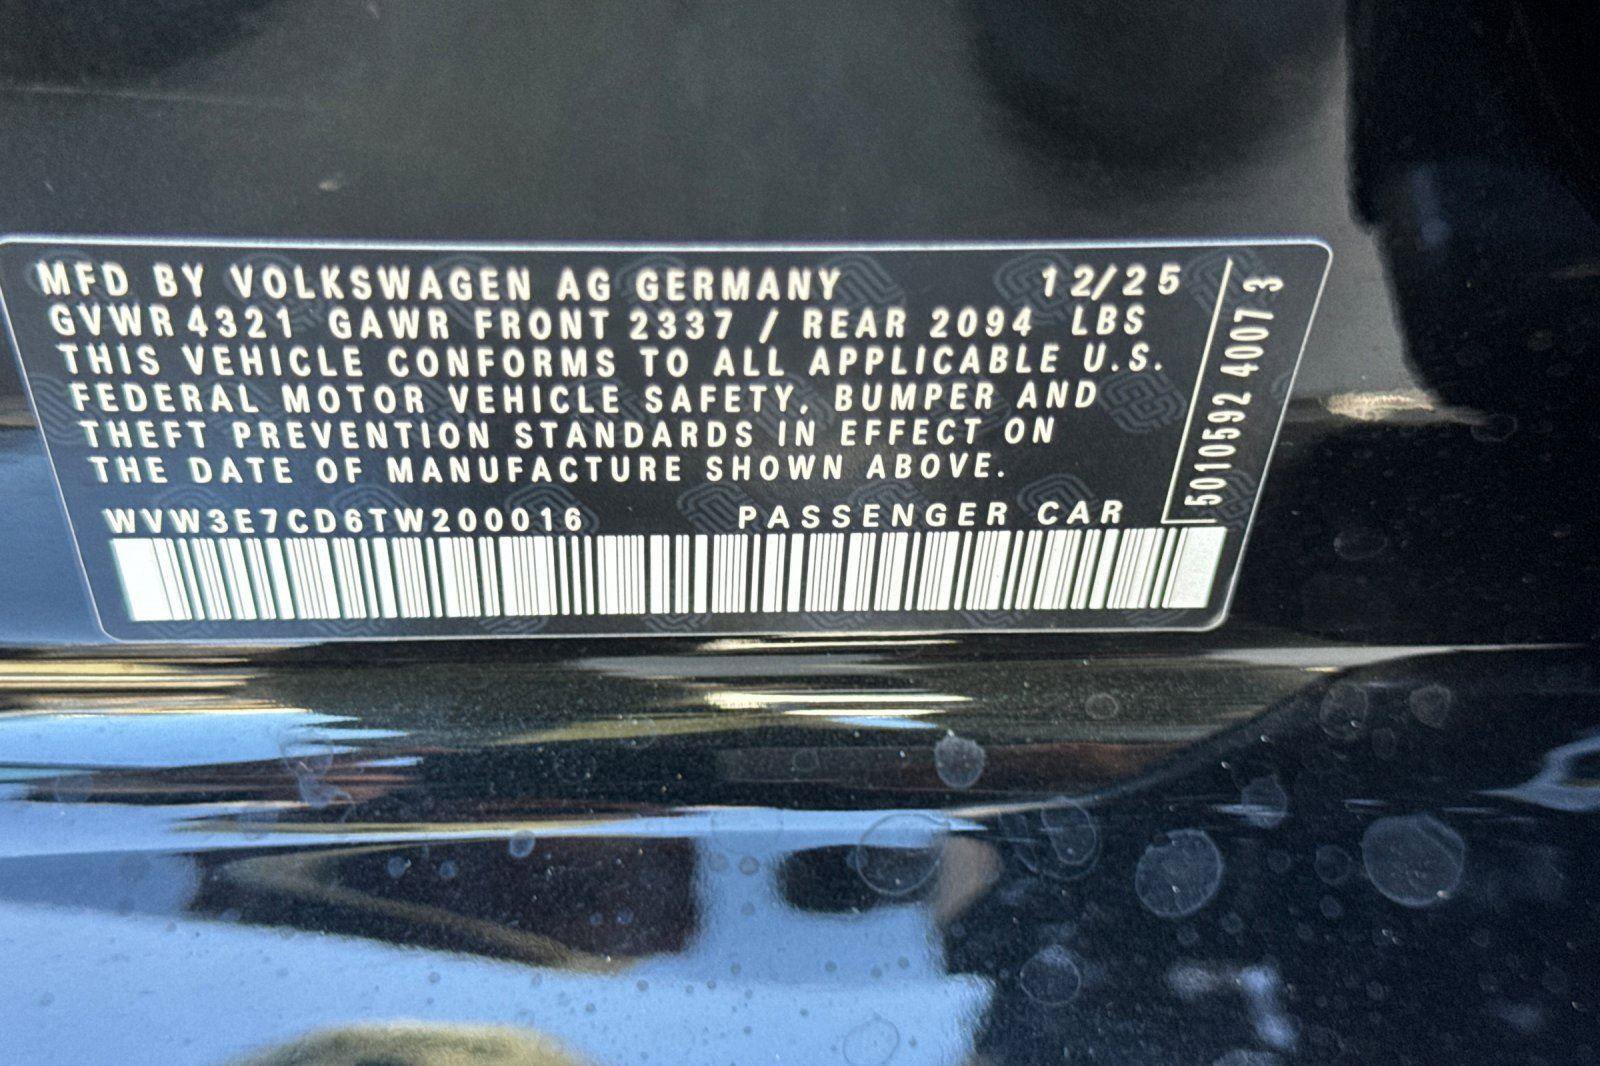 MFD BY VOLKSWAGEN AG GERMANY 12/25
GVWR 4321 GAWR FRONT 2337 / REAR 2094 LBS
THIS VEHICLE CONFORMS TO ALL APPLICABLE U.S.
FEDERAL MOTOR VEHICLE SAFETY, BUMPER AND
THEFT PREVENTION STANDARDS IN EFFECT ON
THE DATE OF MANUFACTURE SHOWN ABOVE.
WVW3E7CD6TW200016 PASSENGER CAR
5010592 4007 3